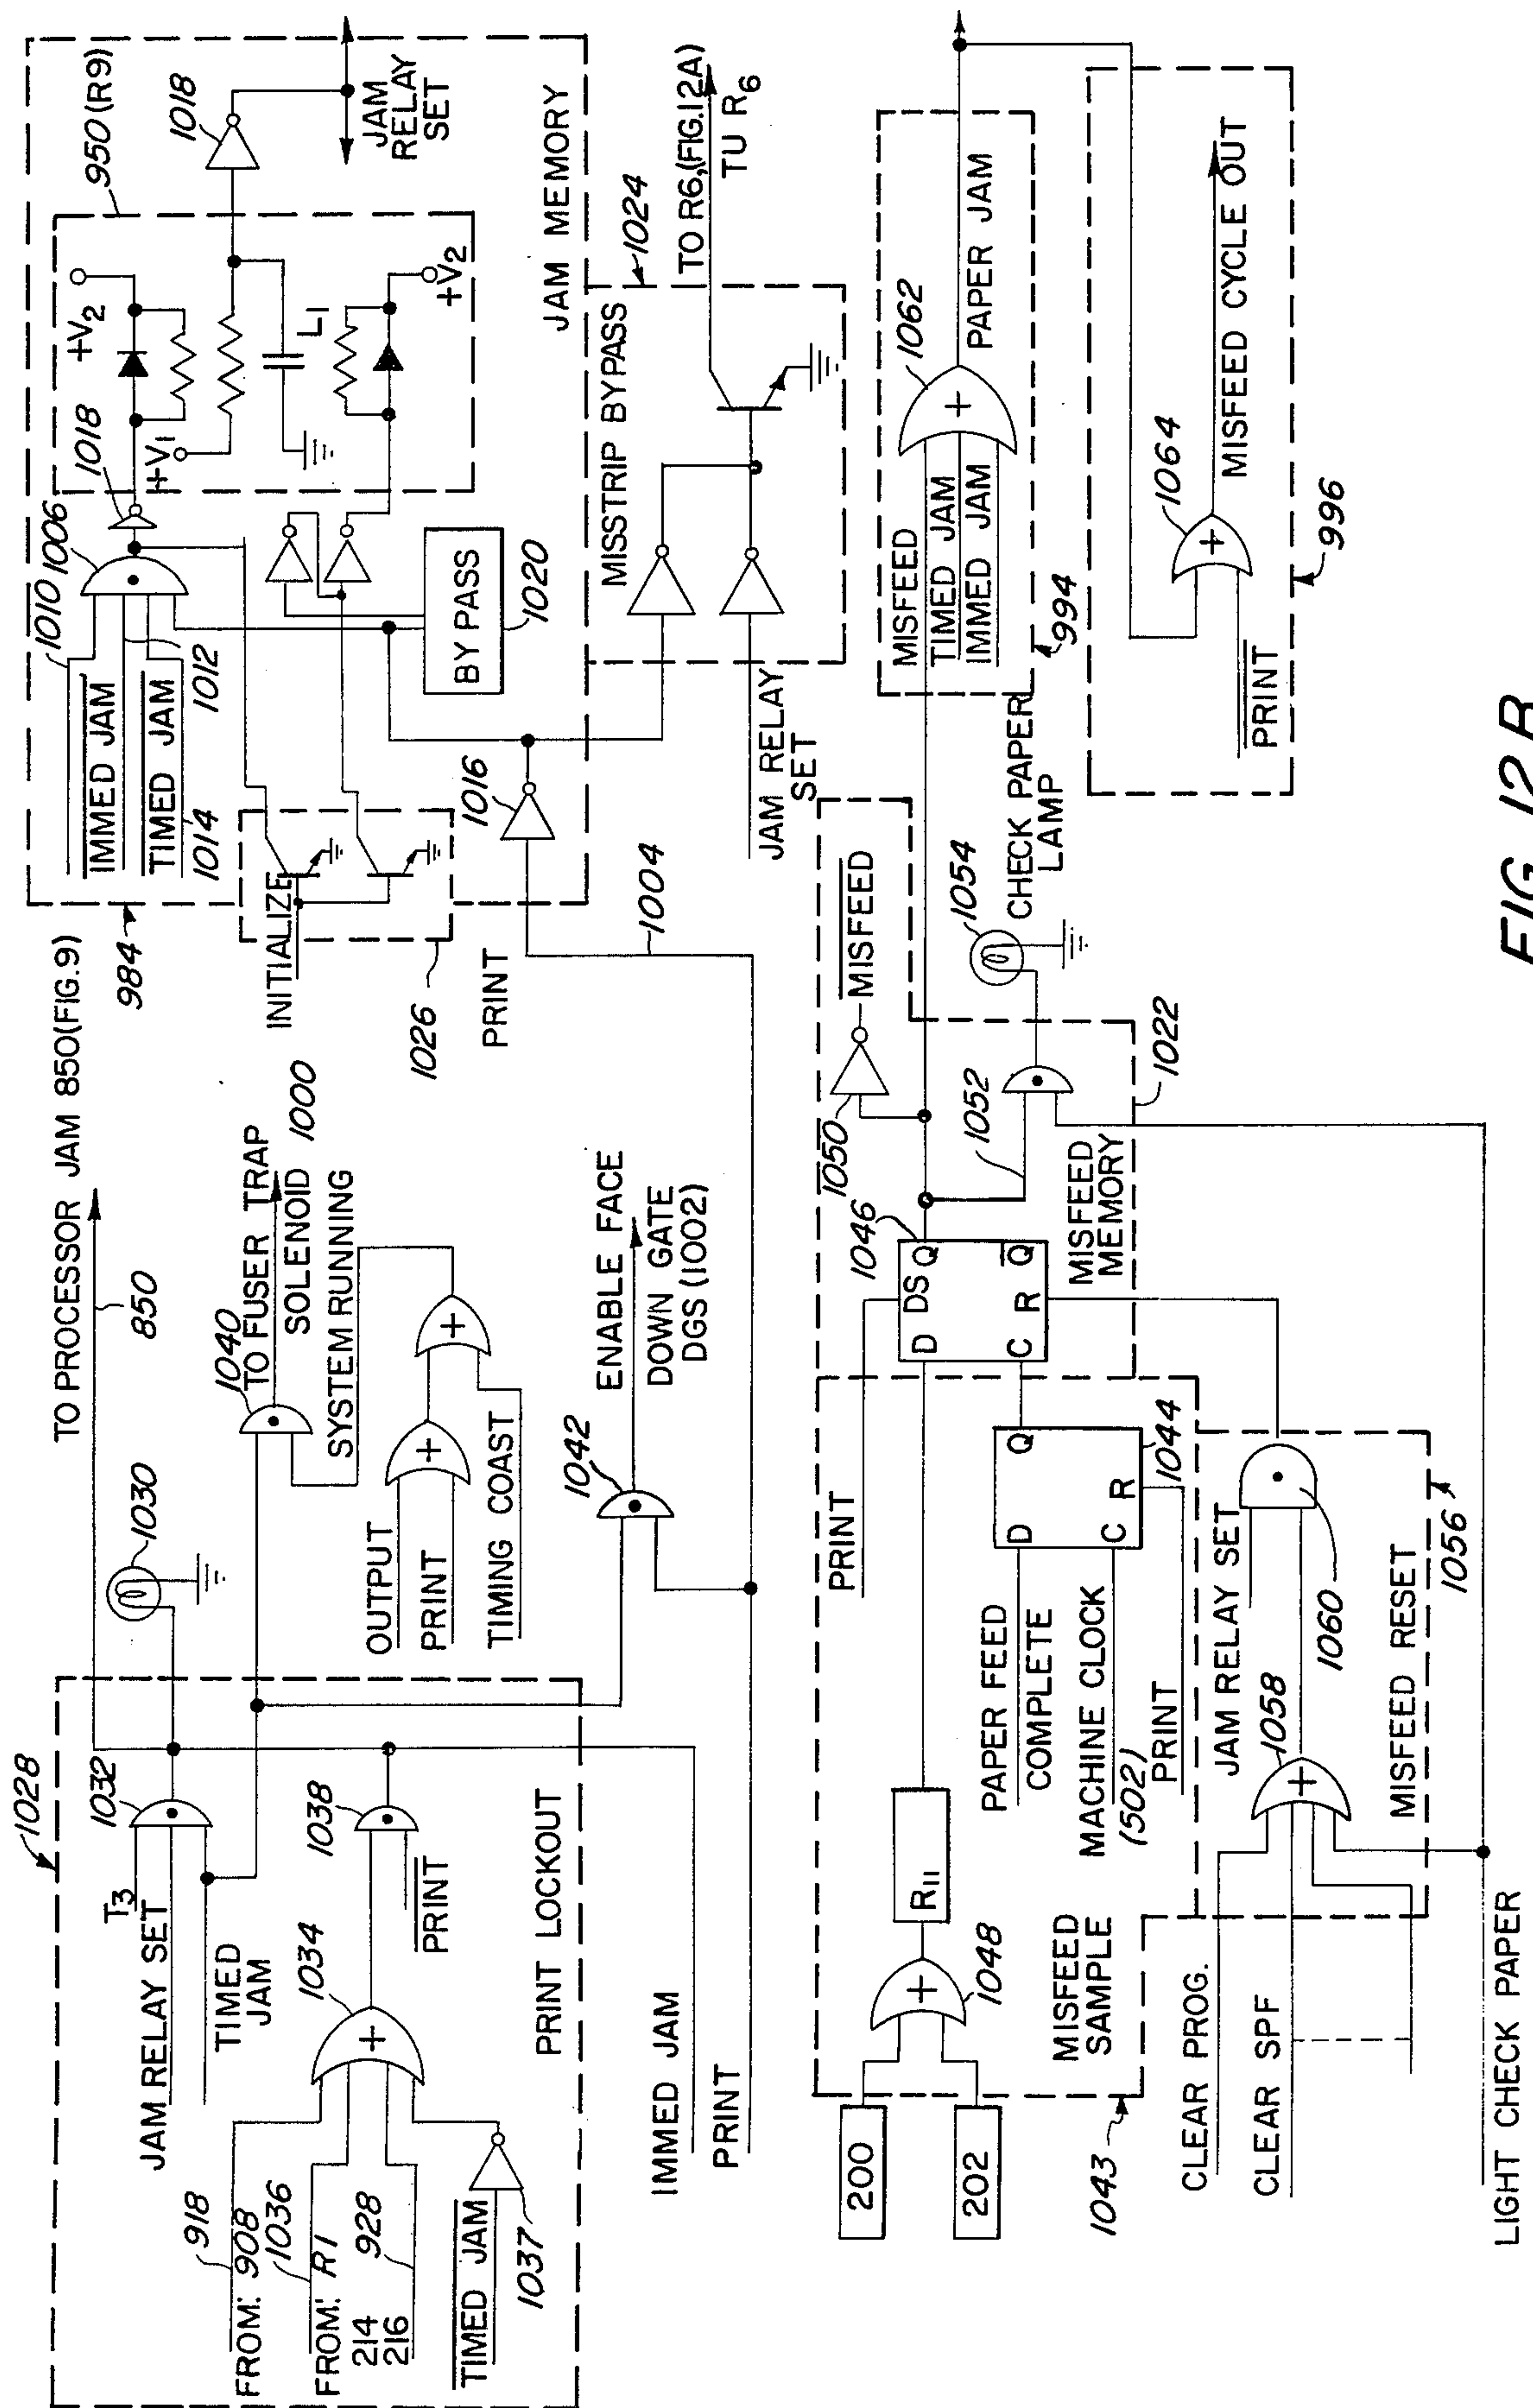 1028
1032
T3
JAM RELAY SET
TIMED
JAM
918
FROM: 908
1036
FROM: R1
214
216
928
TIMED JAM
1037
1034
1038
PRINT
PRINT LOCKOUT
TO PROCESSOR JAM 850(FIG.9)
850
1030
1040
TO FUSER TRAP
SOLENOID 1000
SYSTEM RUNNING
OUTPUT
PRINT
TIMING COAST
1042
ENABLE FACE
DOWN GATE
DGS (1002)
IMMED JAM
PRINT
984
1010
1006
IMMED JAM
1012
TIMED JAM
1014
INITIALIZE
1026
PRINT
1004
1016
1018
+V2
+V1
L1
+V2
950 (R9)
1018
JAM
RELAY
SET
BY PASS
1020
JAM MEMORY
MISSTRIP BYPASS
1024
JAM RELAY
SET
TO R6,(FIG.12A)
TU R6
200
202
1048
R11
MISFEED
SAMPLE
1043
PRINT
PAPER FEED
COMPLETE
MACHINE CLOCK
(502)
PRINT
D
Q
C
R
1044
1046
D
DS
Q
C
R
Q
MISFEED
MEMORY
1050
MISFEED
1052
1022
1054
CHECK PAPER
LAMP
MISFEED
TIMED JAM
IMMED JAM
1062
PAPER JAM
994
1064
PRINT
MISFEED CYCLE OUT
996
CLEAR PROG.
CLEAR SPF
LIGHT CHECK PAPER
1058
JAM RELAY SET
1060
MISFEED RESET
1056
FIG. 12B